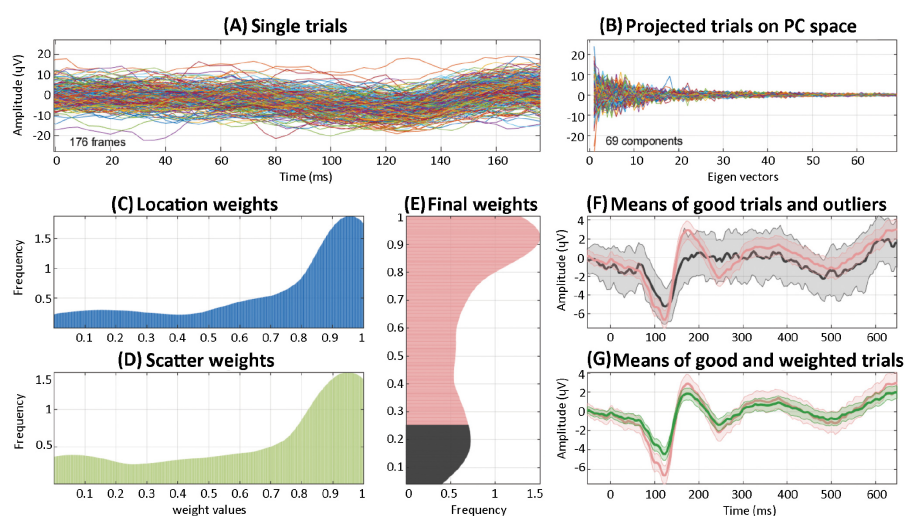 (A) Single trials
Amplitude (qV)
20
10
0
-10
-20
176 frames
0 20 40 60 80 100 120 140 160
Time (ms)
(B) Projected trials on PC space
20
10
0
-10
-20
69 components
0 10 20 30 40 50 60
Eigen vectors
(C) Location weights
Frequency
1.5
1
0.5
0.1 0.2 0.3 0.4 0.5 0.6 0.7 0.8 0.9 1
(D) Scatter weights
Frequency
1.5
1
0.5
0.1 0.2 0.3 0.4 0.5 0.6 0.7 0.8 0.9 1
weight values
(E) Final weights
1
0.9
0.8
0.7
0.6
0.5
0.4
0.3
0.2
0.1
0 0.5 1 1.5
Frequency
(F) Means of good trials and outliers
Amplitude (qV)
4
2
0
-2
-4
-6
0 100 200 300 400 500 600
(G) Means of good and weighted trials
Amplitude (qV)
4
2
0
-2
-4
-6
0 100 200 300 400 500 600
Time (ms)